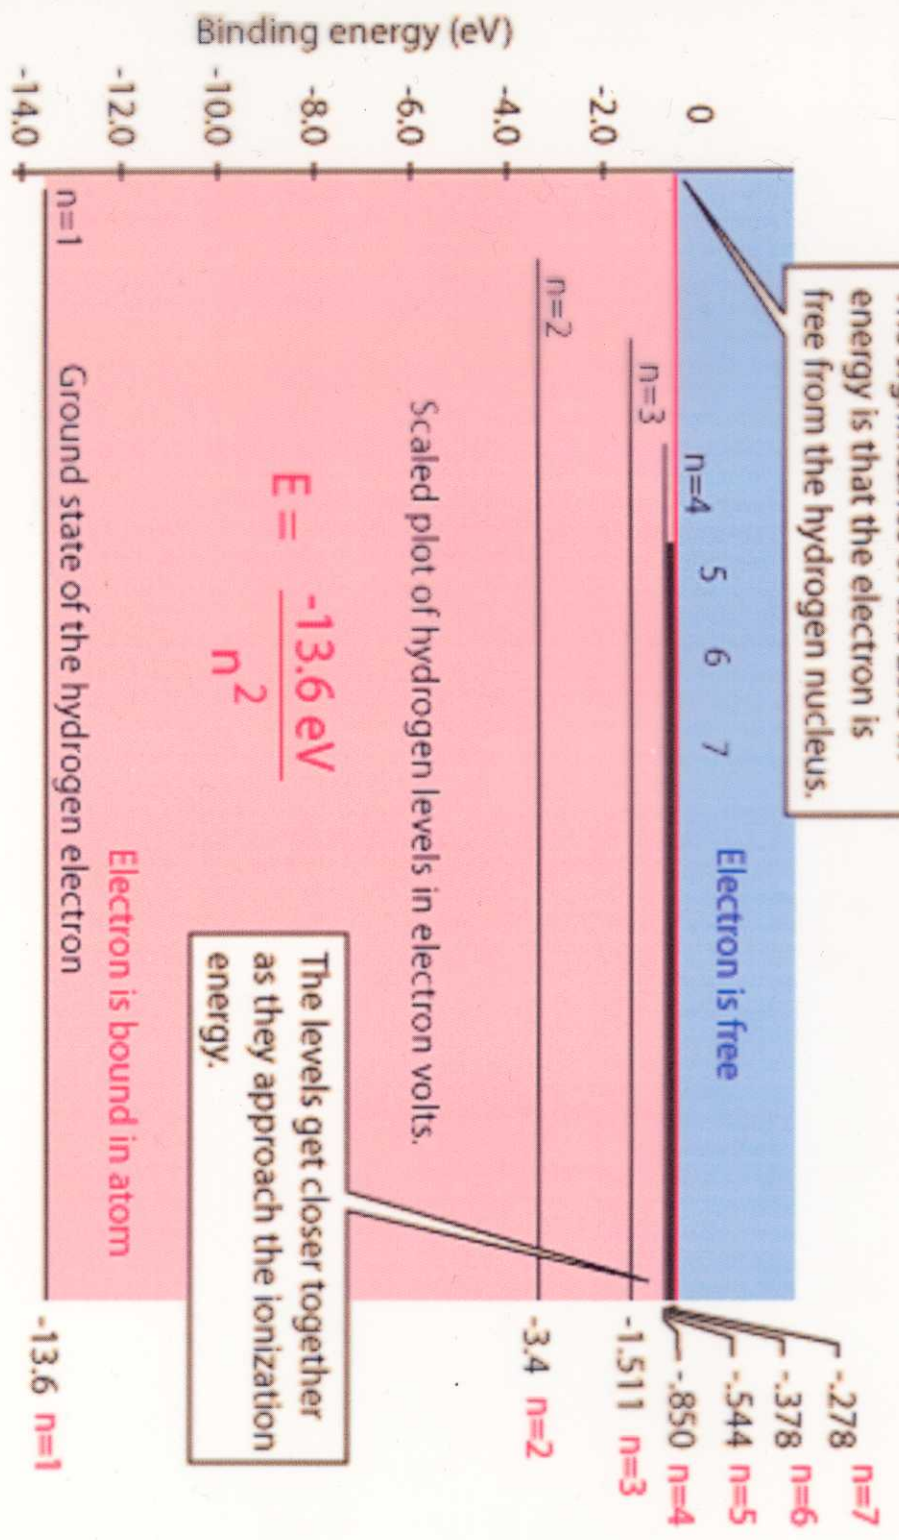 energy is that the electron is
free from the hydrogen nucleus.
Binding energy (eV)
0
-2.0
-4.0
-6.0
-8.0
-10.0
-12.0
-14.0
n=4 5 6 7
n=3
n=2
n=1
Electron is free
Scaled plot of hydrogen levels in electron volts.
E = -13.6 eV
n 2
The levels get closer together
as they approach the ionization
energy.
Electron is bound in atom
Ground state of the hydrogen electron
-.278 n=7
-.378 n=6
-.544 n=5
-.850 n=4
-1.511 n=3
-3.4 n=2
-13.6 n=1